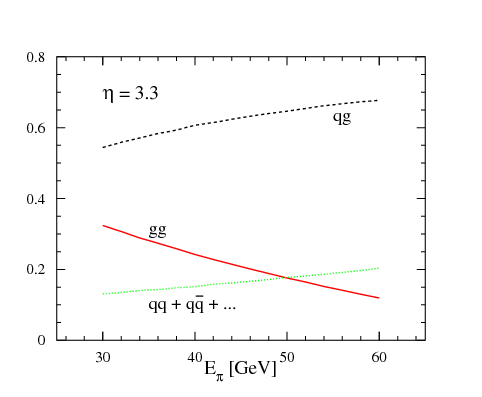 0.8
η = 3.3
qg
0.6
0.4
gg
0.2
qq + qq̅ + ...
0
30 40 50 60
E_π [GeV]